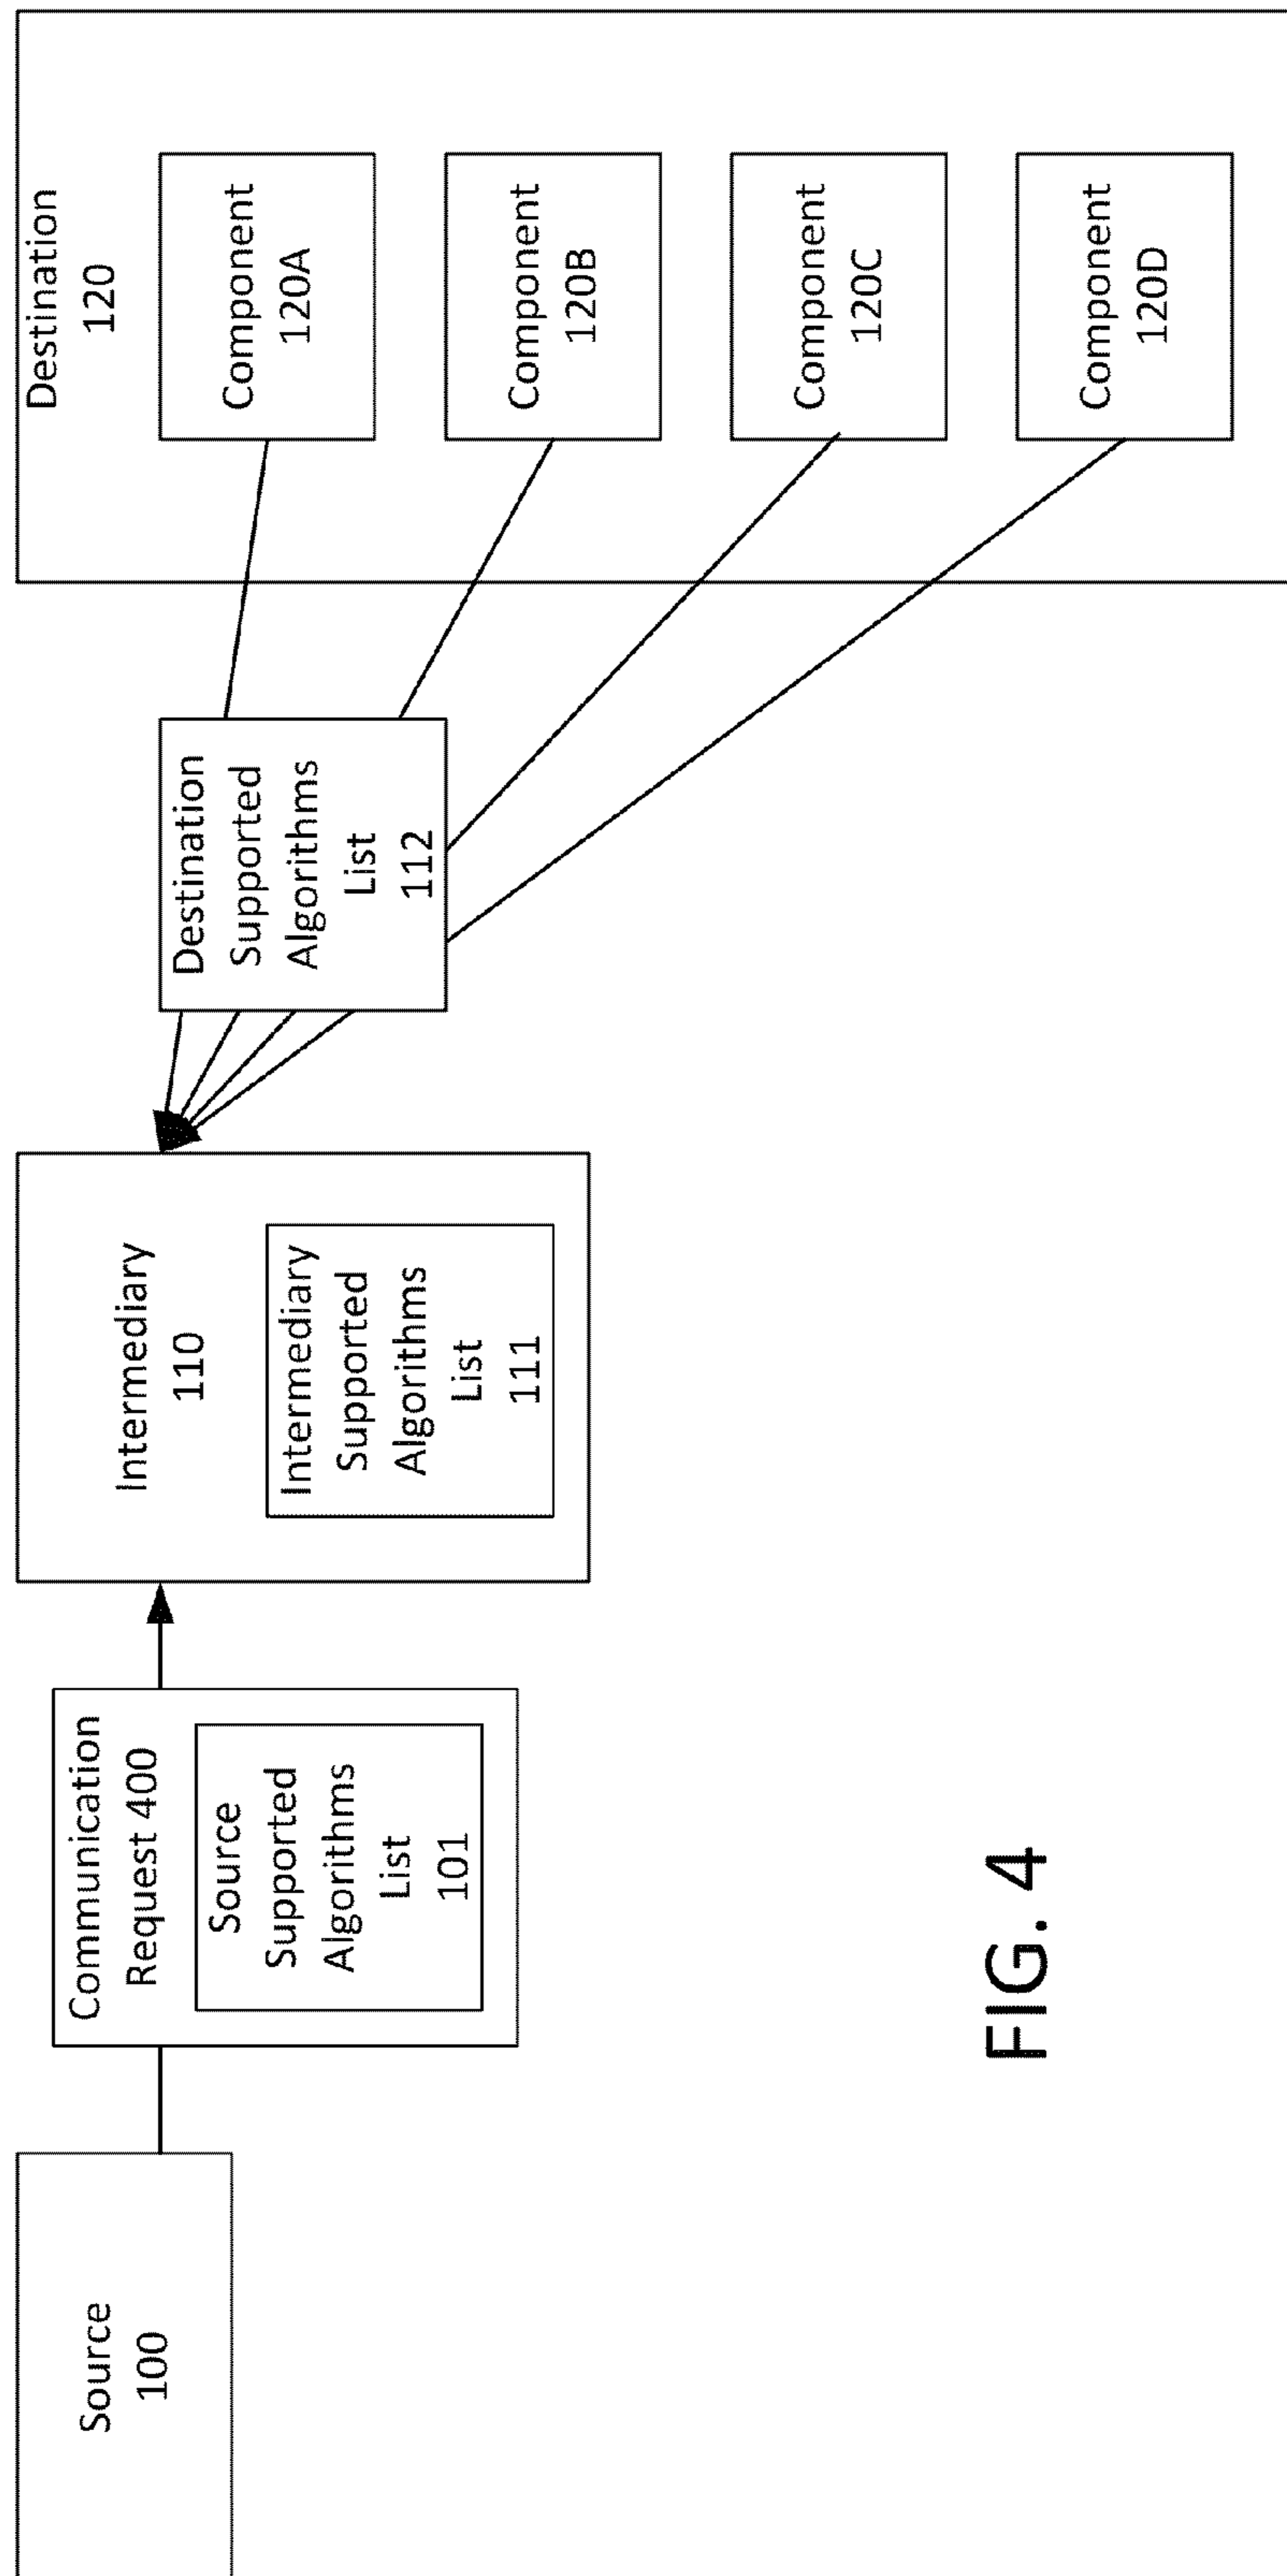 Source
100
Communication
Request 400
Source
Supported
Algorithms
List
101
Intermediary
110
Intermediary
Supported
Algorithms
List
111
Destination
Supported
Algorithms
List
112
Destination
120
Component
120A
Component
120B
Component
120C
Component
120D
FIG. 4